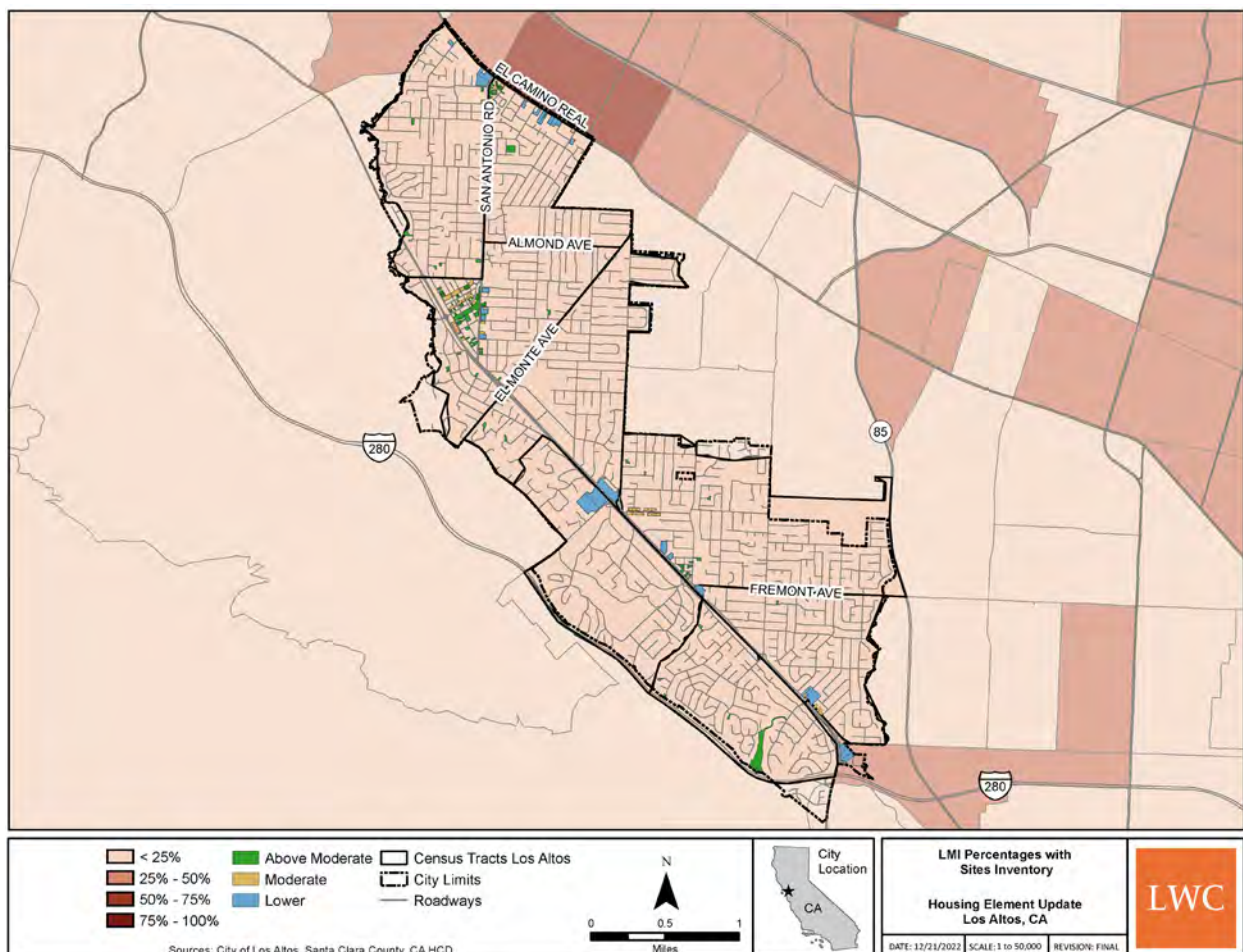 EL CAMINO REAL
SAN ANTONIO RD
ALMOND AVE
EL MONTE AVE
280
85
FREMONT AVE
280
< 25%
25% - 50%
50% - 75%
75% - 100%
Above Moderate
Moderate
Lower
Census Tracts Los Altos
City Limits
Roadways
N
0 0.5 1
Miles
Sources: City of Los Altos, Santa Clara County, CA HCD
City
Location
CA
LMI Percentages with
Sites Inventory
Housing Element Update
Los Altos, CA
DATE: 12/21/2022 SCALE: 1 to 50,000 REVISION: FINAL
LWC